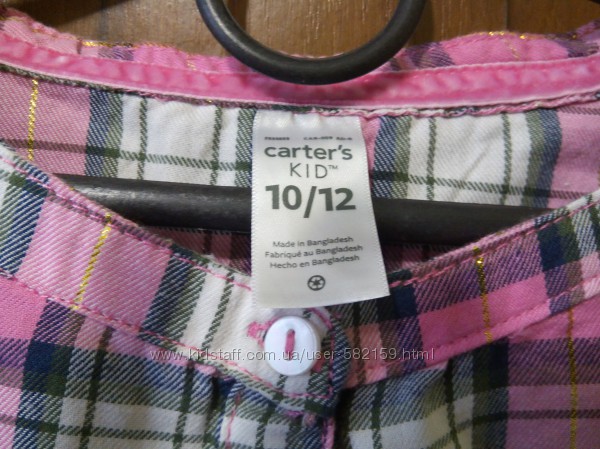 carter's
KID™
10/12
Made in Bangladesh
Fabriqué au Bangladesh
Hecho en Bangladesh
www.kidstaff.com.ua/user-582159.html